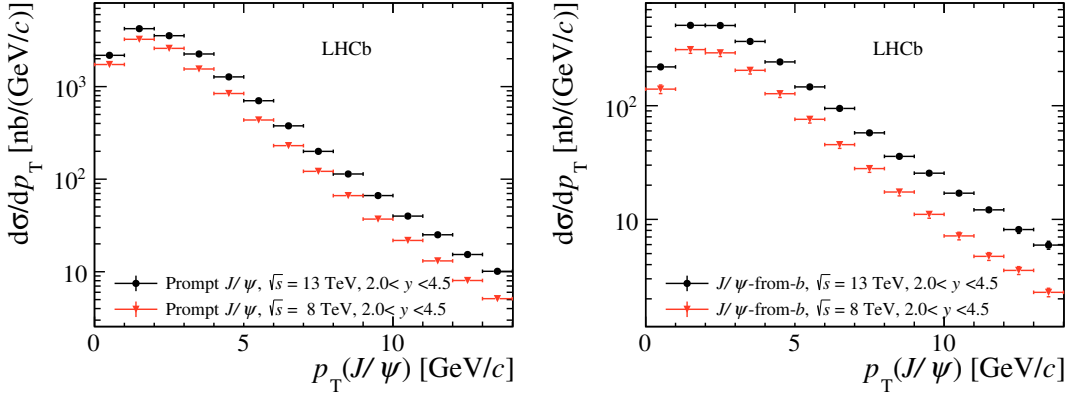 dσ/dp_T [nb/(GeV/c)]
10³
10²
10
LHCb
Prompt J/ψ, √s = 13 TeV, 2.0< y <4.5
Prompt J/ψ, √s = 8 TeV, 2.0< y <4.5
0 5 10
p_T(J/ψ) [GeV/c]
dσ/dp_T [nb/(GeV/c)]
10²
10
LHCb
J/ψ-from-b, √s = 13 TeV, 2.0< y <4.5
J/ψ-from-b, √s = 8 TeV, 2.0< y <4.5
0 5 10
p_T(J/ψ) [GeV/c]